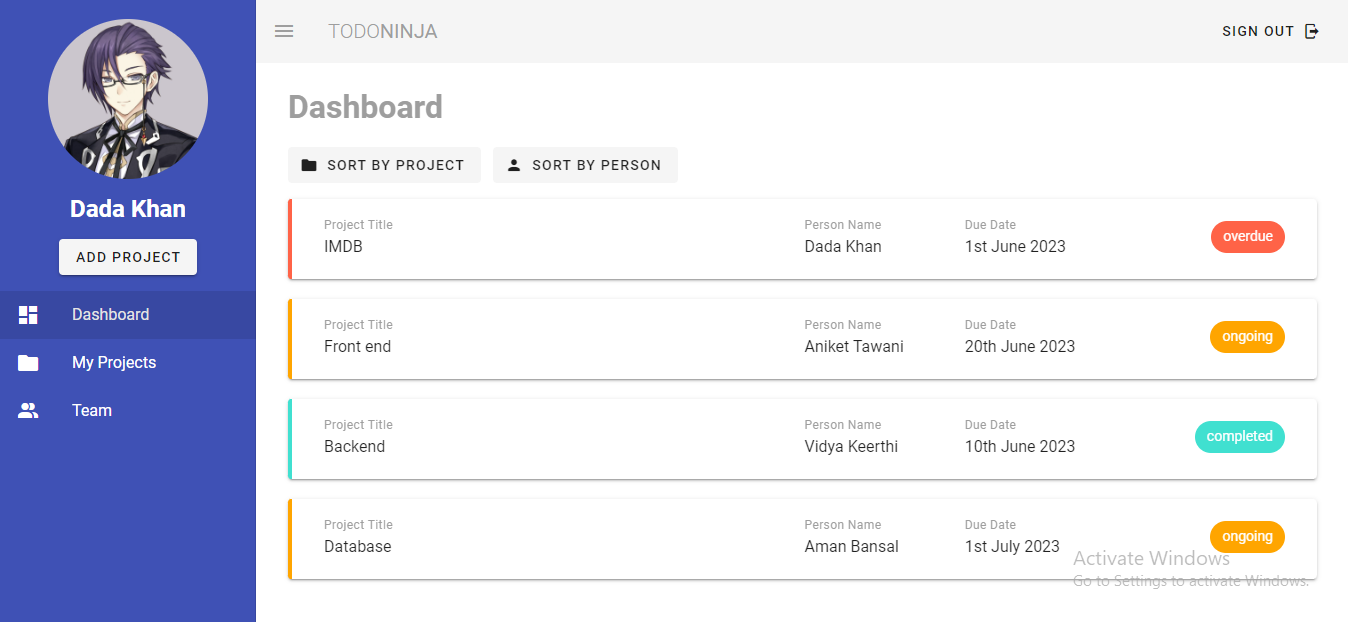 TODONINJA
SIGN OUT
Dada Khan
ADD PROJECT
Dashboard
My Projects
Team
Dashboard
SORT BY PROJECT SORT BY PERSON
Project Title Person Name Due Date
IMDB Dada Khan 1st June 2023 overdue
Project Title Person Name Due Date
Front end Aniket Tawani 20th June 2023 ongoing
Project Title Person Name Due Date
Backend Vidya Keerthi 10th June 2023 completed
Project Title Person Name Due Date
Database Aman Bansal 1st July 2023 ongoing
Activate Windows
Go to Settings to activate Windows.